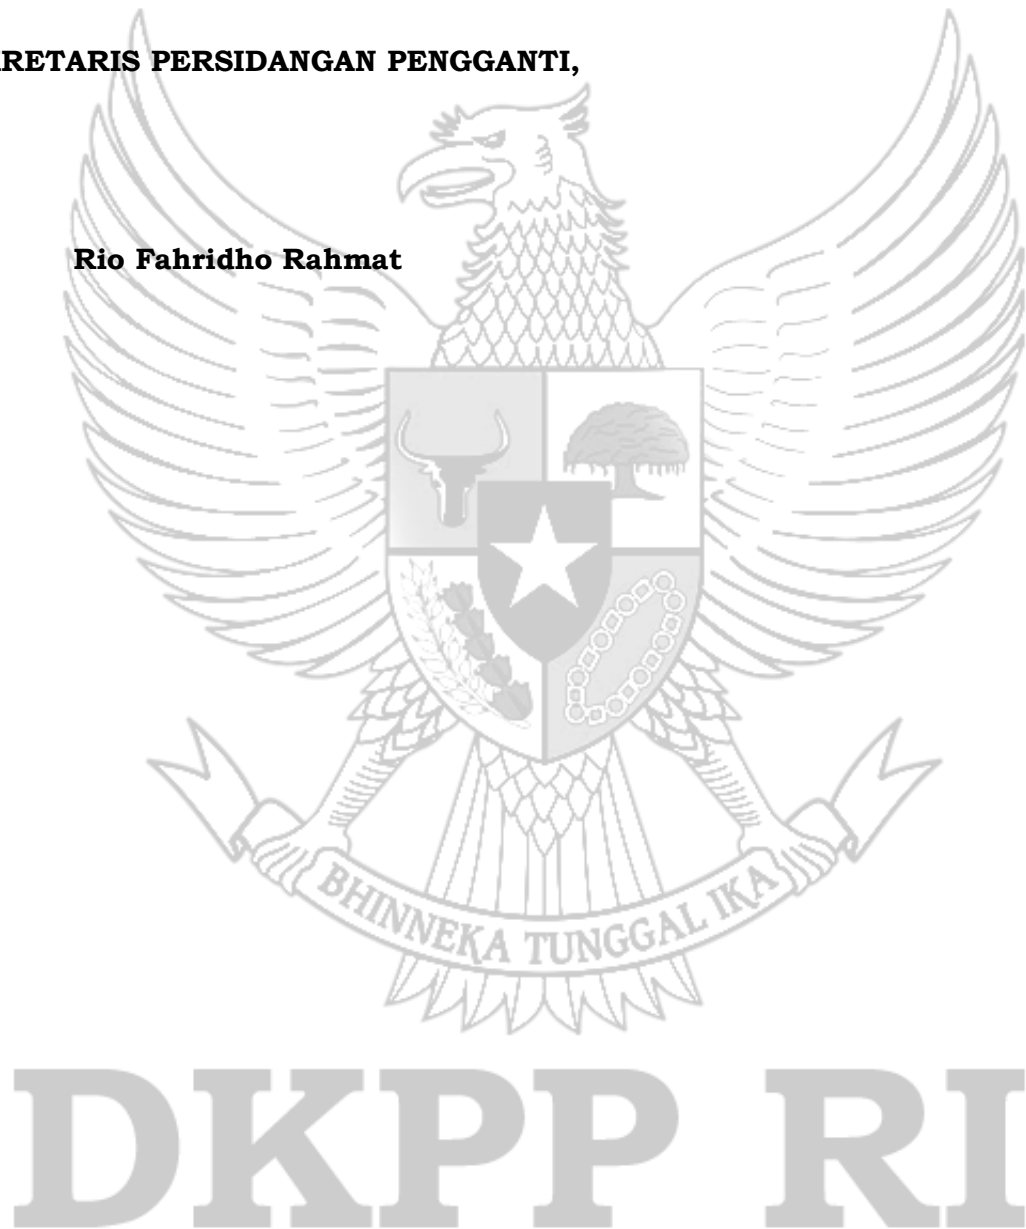 RETARIS PERSIDANGAN PENGGANTI,
Rio Fahridho Rahmat
BHINNEKA TUNGGAL IKA
DKPP RI